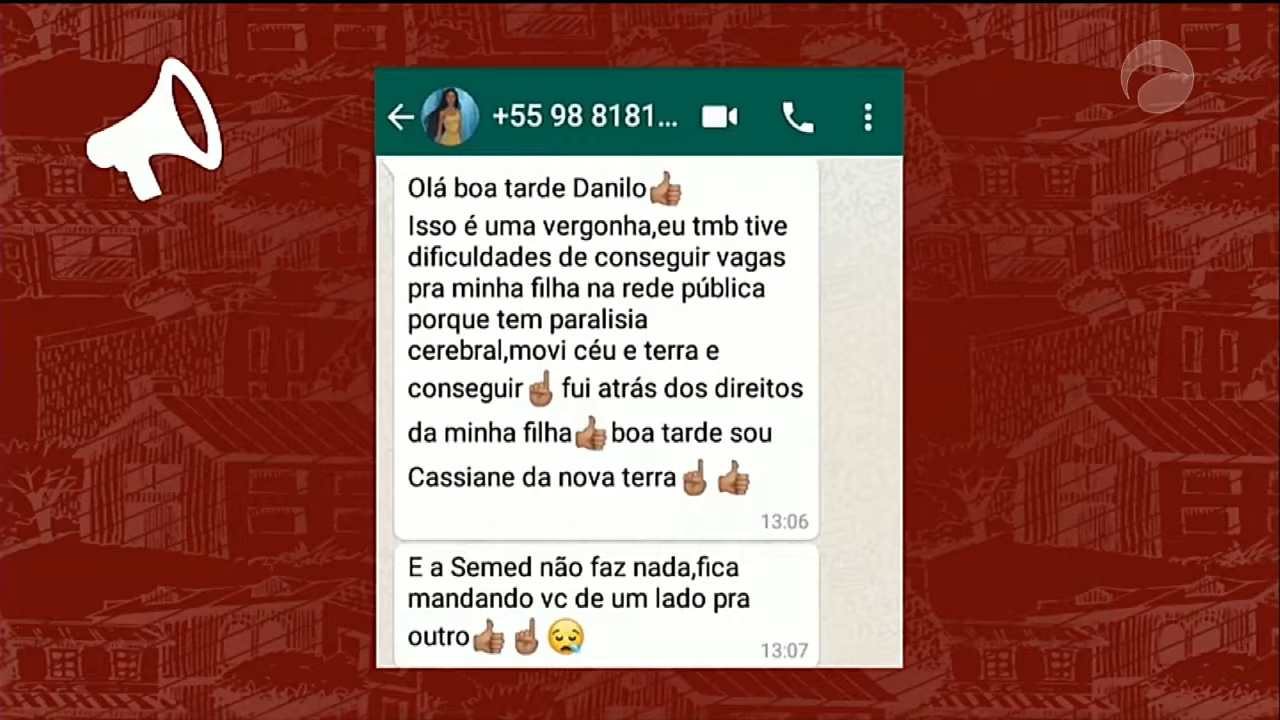 +55 98 8181...
Olá boa tarde Danilo👍🏽
Isso é uma vergonha,eu tmb tive
dificuldades de conseguir vagas
pra minha filha na rede pública
porque tem paralisia
cerebral,movi céu e terra e
conseguir☝🏽 fui atrás dos direitos
da minha filha👍🏽boa tarde sou
Cassiane da nova terra☝🏽👍🏽
13:06
E a Semed não faz nada,fica
mandando vc de um lado pra
outro👍🏽☝🏽😪
13:07